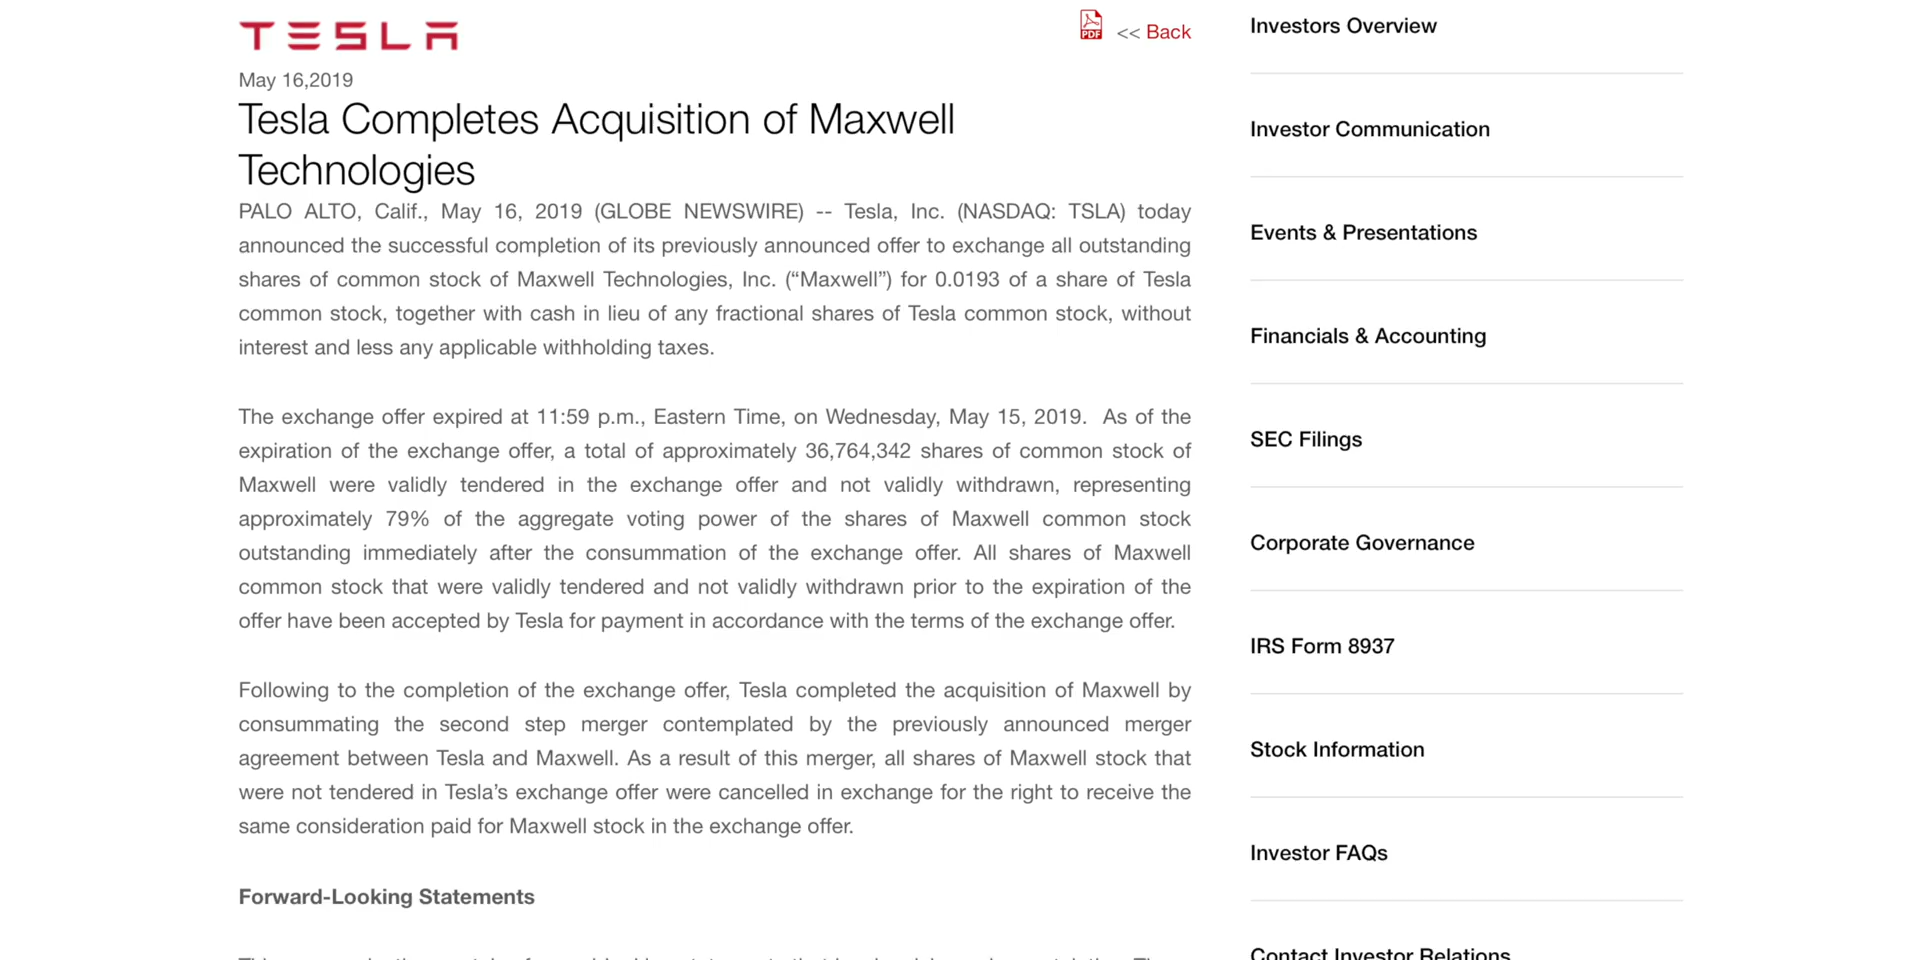 TESLA
<< Back
May 16,2019
Tesla Completes Acquisition of Maxwell
Technologies
PALO ALTO, Calif., May 16, 2019 (GLOBE NEWSWIRE) -- Tesla, Inc. (NASDAQ: TSLA) today
announced the successful completion of its previously announced offer to exchange all outstanding
shares of common stock of Maxwell Technologies, Inc. (“Maxwell”) for 0.0193 of a share of Tesla
common stock, together with cash in lieu of any fractional shares of Tesla common stock, without
interest and less any applicable withholding taxes.
The exchange offer expired at 11:59 p.m., Eastern Time, on Wednesday, May 15, 2019.  As of the
expiration of the exchange offer, a total of approximately 36,764,342 shares of common stock of
Maxwell were validly tendered in the exchange offer and not validly withdrawn, representing
approximately 79% of the aggregate voting power of the shares of Maxwell common stock
outstanding immediately after the consummation of the exchange offer. All shares of Maxwell
common stock that were validly tendered and not validly withdrawn prior to the expiration of the
offer have been accepted by Tesla for payment in accordance with the terms of the exchange offer.
Following to the completion of the exchange offer, Tesla completed the acquisition of Maxwell by
consummating the second step merger contemplated by the previously announced merger
agreement between Tesla and Maxwell. As a result of this merger, all shares of Maxwell stock that
were not tendered in Tesla’s exchange offer were cancelled in exchange for the right to receive the
same consideration paid for Maxwell stock in the exchange offer.
Forward-Looking Statements
PDF
Investors Overview
Investor Communication
Events & Presentations
Financials & Accounting
SEC Filings
Corporate Governance
IRS Form 8937
Stock Information
Investor FAQs
Contact Investor Relations